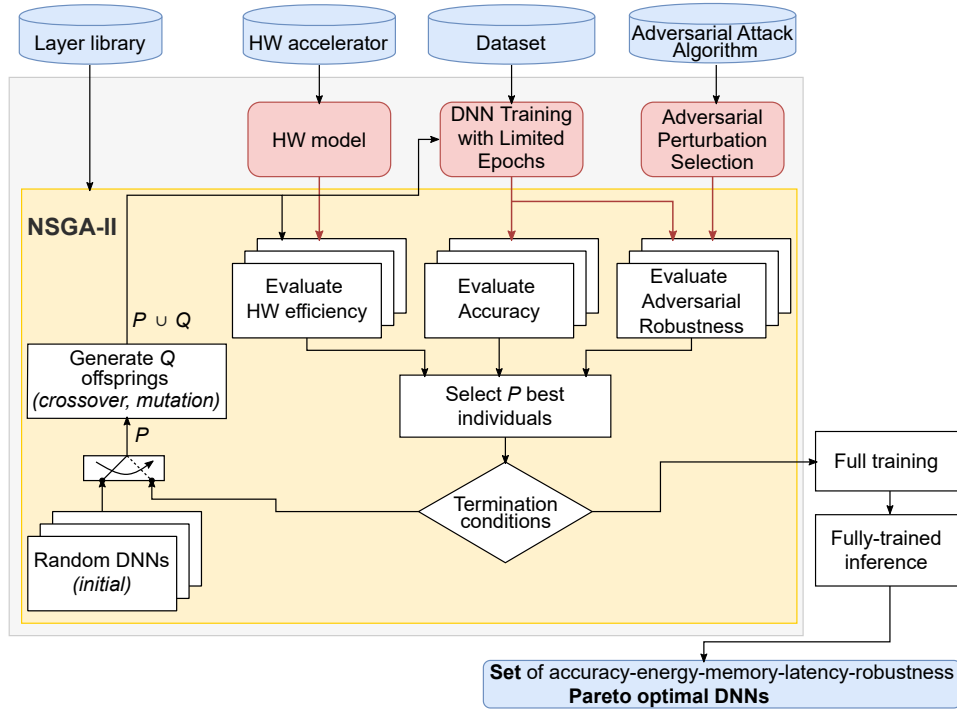 Layer library
HW accelerator
Dataset
Adversarial Attack
Algorithm
HW model
DNN Training
with Limited
Epochs
Adversarial
Perturbation
Selection
NSGA-II
Evaluate
HW efficiency
Evaluate
Accuracy
Evaluate
Adversarial
Robustness
P ∪ Q
Generate Q
offsprings
(crossover, mutation)
Select P best
individuals
P
Termination
conditions
Full training
Random DNNs
(initial)
Fully-trained
inference
Set of accuracy-energy-memory-latency-robustness
Pareto optimal DNNs